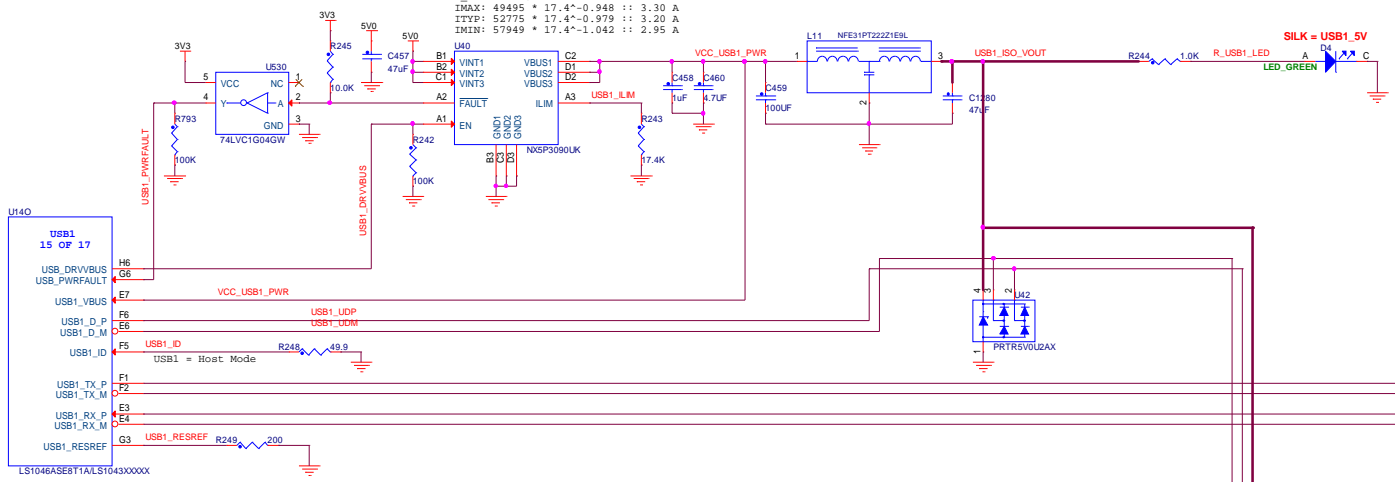 IMAX: 49495 * 17.4^-0.948 :: 3.30 A
ITYP: 52775 * 17.4^-0.979 :: 3.20 A
IMIN: 57949 * 17.4^-1.042 :: 2.95 A
3V3
5V0
5V0
3V3
R245
10.0K
C457
47uF
U40
B1 VINT1
B2 VINT2
C1 VINT3
A2 FAULT
A1 EN
VBUS1 C2
VBUS2 D1
VBUS3 D2
ILIM A3
GND1
GND2
GND3
B3
C3
D3
NX5P3090UK
U530
5 VCC
NC 1
4 Y
A 2
GND 3
74LVC1G04GW
R793
100K
R242
100K
USB1_PWRFAULT
USB1_DRVVBUS
VCC_USB1_PWR
C458
1uF
C460
4.7UF
C459
100UF
USB1_ILIM
R243
17.4K
L11
NFE31PT222Z1E9L
1
3
2
USB1_ISO_VOUT
C1280
47uF
R244
1.0K
R_USB1_LED
SILK = USB1_5V
D4
A
C
LED_GREEN
U14O
USB1
15 OF 17
USB_DRVVBUS H6
USB_PWRFAULT G6
USB1_VBUS E7
VCC_USB1_PWR
USB1_D_P F6
USB1_UDP
USB1_D_M E6
USB1_UDM
USB1_ID F5
USB1_ID
R248
49.9
USB1 = Host Mode
USB1_TX_P F1
USB1_TX_M F2
USB1_RX_P E3
USB1_RX_M E4
USB1_RESREF G3
USB1_RESREF
R249
200
LS1046ASE8T1A/LS1043XXXXX
4
3
2
U42
1
PRTR5V0U2AX